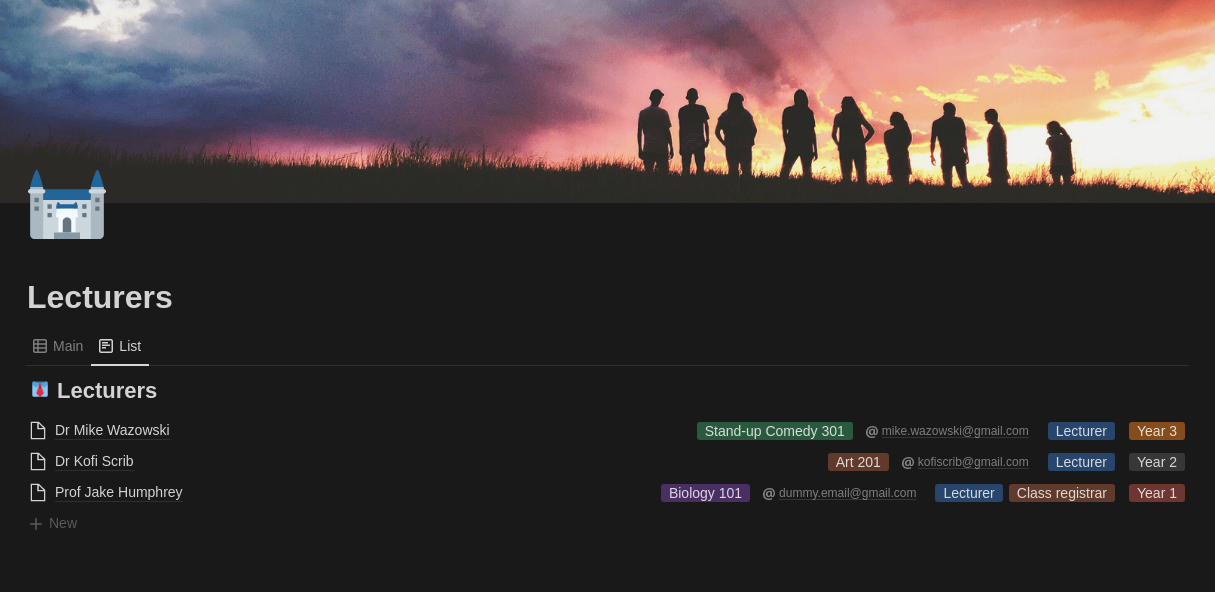 Lecturers
Main List
Lecturers
Dr Mike Wazowski Stand-up Comedy 301 @ mike.wazowski@gmail.com Lecturer Year 3
Dr Kofi Scrib Art 201 @ kofiscrib@gmail.com Lecturer Year 2
Prof Jake Humphrey Biology 101 @ dummy.email@gmail.com Lecturer Class registrar Year 1
New